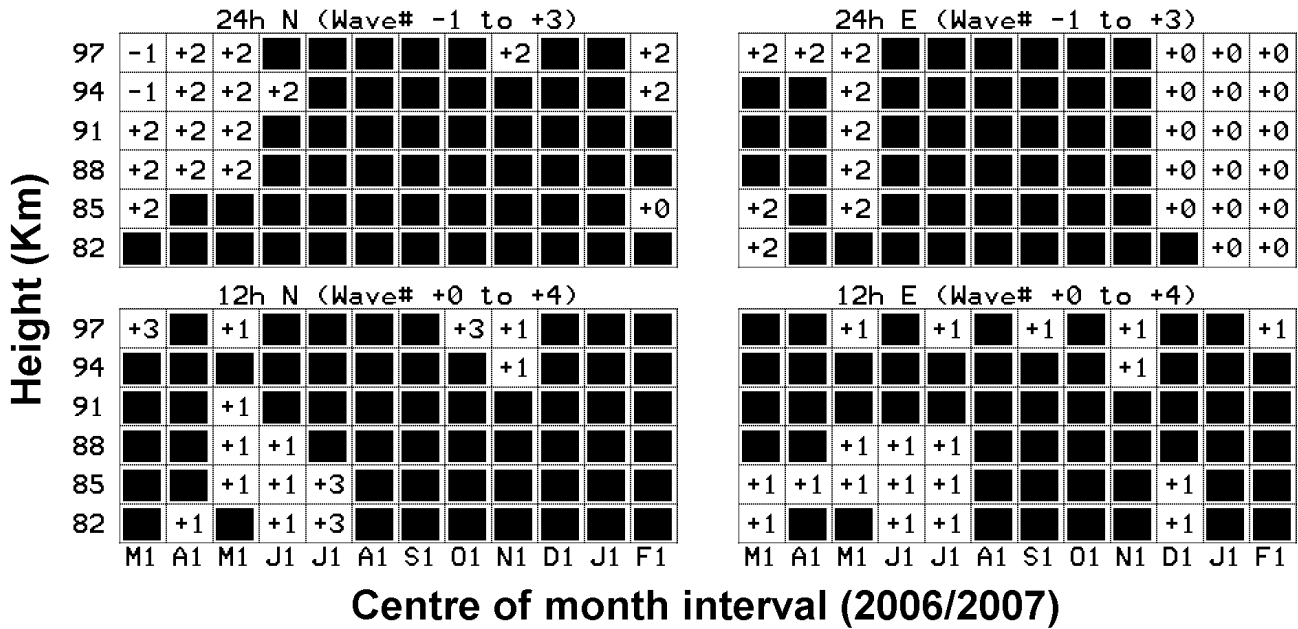 24h N (Wave# -1 to +3) 24h E (Wave# -1 to +3)
97 -1 +2 +2 +2 +2 +2 +2 +2 +0 +0 +0
94 -1 +2 +2 +2 +2 +2 +0 +0 +0
91 +2 +2 +2 +2 +0 +0 +0
88 +2 +2 +2 +2 +0 +0 +0
85 +2 +0 +2 +2 +0 +0 +0
82 +2 +0 +0
Height (Km)
12h N (Wave# +0 to +4) 12h E (Wave# +0 to +4)
97 +3 +1 +3 +1 +1 +1 +1 +1 +1
94 +1 +1
91 +1
88 +1 +1 +1 +1 +1
85 +1 +1 +3 +1 +1 +1 +1 +1 +1
82 +1 +1 +3 +1 +1 +1 +1
M1 A1 M1 J1 J1 A1 S1 O1 N1 D1 J1 F1 M1 A1 M1 J1 J1 A1 S1 O1 N1 D1 J1 F1
Centre of month interval (2006/2007)